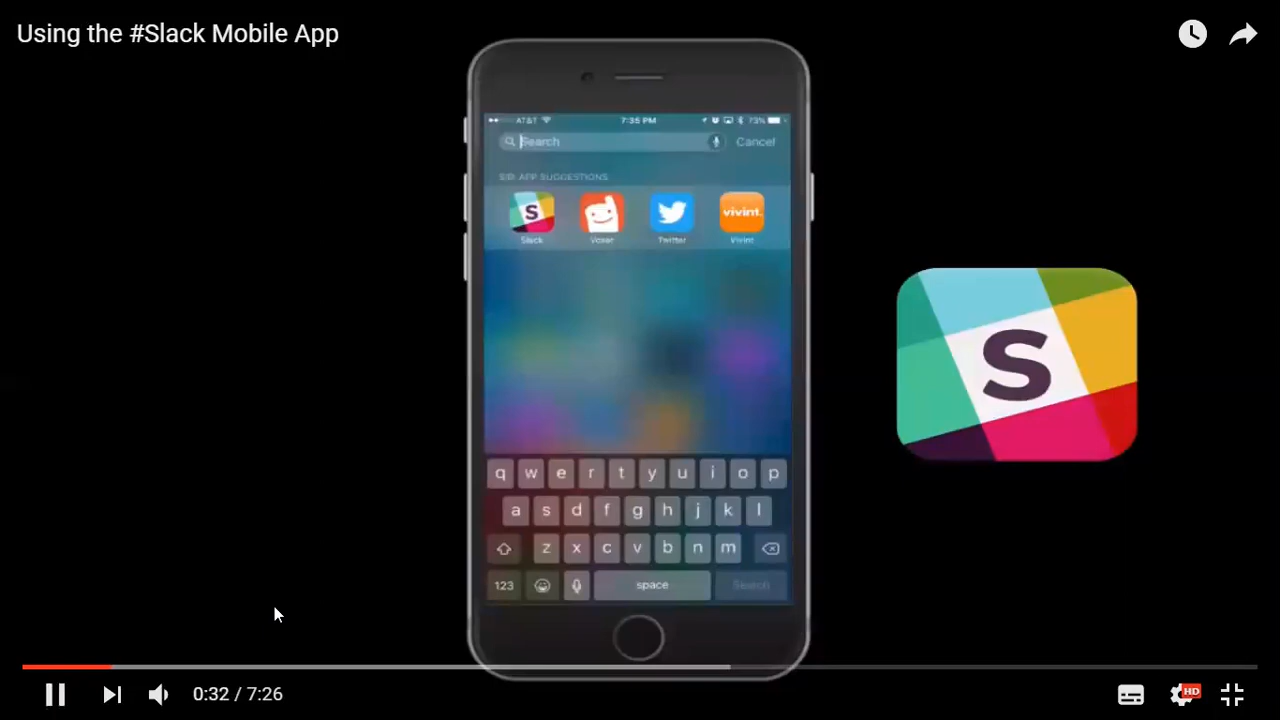 Using the #Slack Mobile App
AT&T 7:35 PM 73%
Search Cancel
SIRI APP SUGGESTIONS
S vivint.
Slack Voxer Twitter Vivint
S
q w e r t y u i o p
a s d f g h j k l
z x c v b n m
123 space Search
0:32 / 7:26 HD